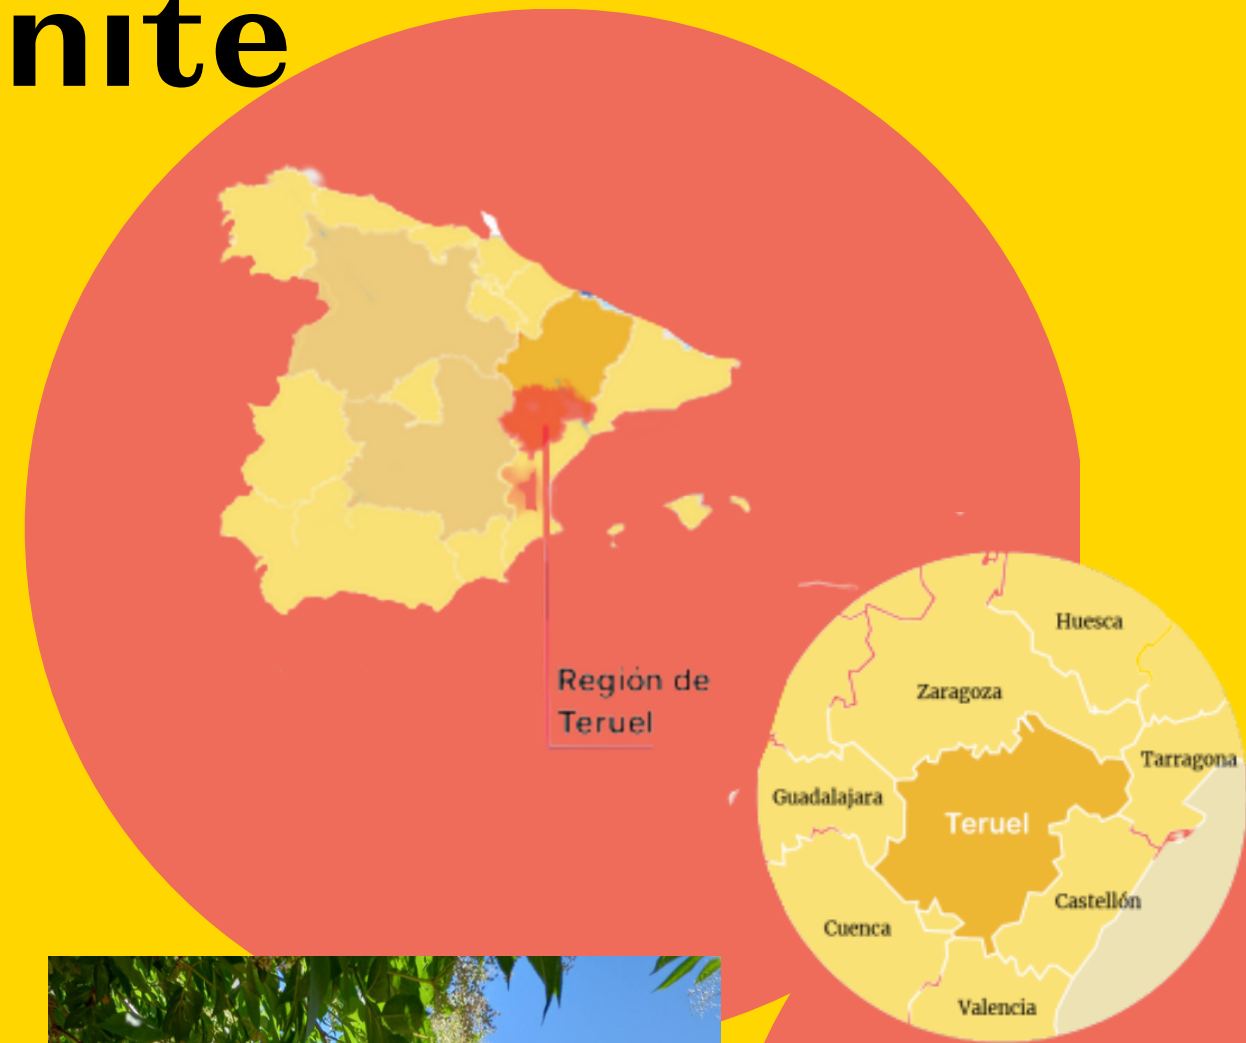 nite
Región de
Teruel
Huesca
Zaragoza
Tarragona
Guadalajara
Teruel
Castellón
Cuenca
Valencia